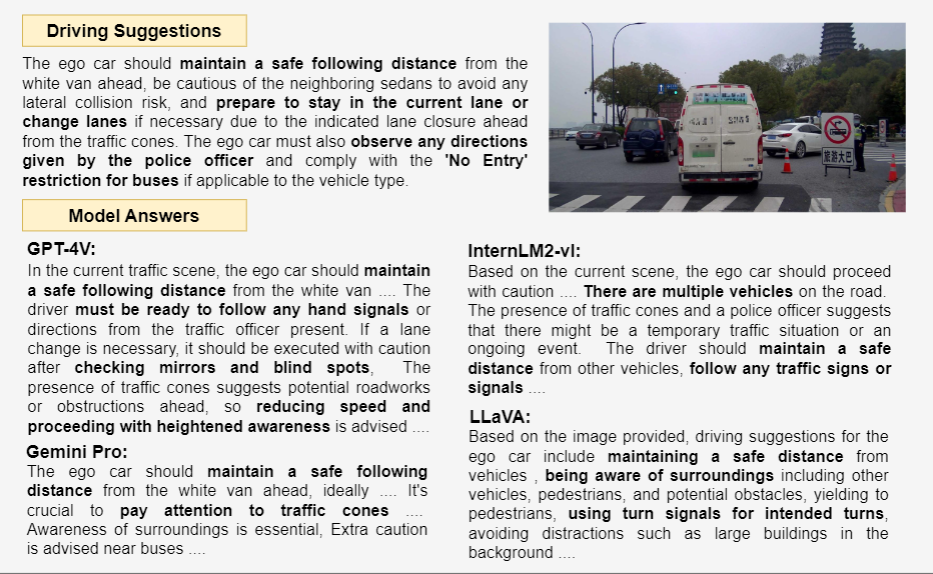 Driving Suggestions
The ego car should maintain a safe following distance from the
white van ahead, be cautious of the neighboring sedans to avoid any
lateral collision risk, and prepare to stay in the current lane or
change lanes if necessary due to the indicated lane closure ahead
from the traffic cones. The ego car must also observe any directions
given by the police officer and comply with the 'No Entry'
restriction for buses if applicable to the vehicle type.
旅游大巴
Model Answers
GPT-4V:
In the current traffic scene, the ego car should maintain
a safe following distance from the white van .... The
driver must be ready to follow any hand signals or
directions from the traffic officer present. If a lane
change is necessary, it should be executed with caution
after checking mirrors and blind spots, The
presence of traffic cones suggests potential roadworks
or obstructions ahead, so reducing speed and
proceeding with heightened awareness is advised ....
Gemini Pro:
The ego car should maintain a safe following
distance from the white van ahead, ideally .... It's
crucial to pay attention to traffic cones ....
Awareness of surroundings is essential, Extra caution
is advised near buses ....
InternLM2-vl:
Based on the current scene, the ego car should proceed
with caution .... There are multiple vehicles on the road.
The presence of traffic cones and a police officer suggests
that there might be a temporary traffic situation or an
ongoing event. The driver should maintain a safe
distance from other vehicles, follow any traffic signs or
signals ....
LLaVA:
Based on the image provided, driving suggestions for the
ego car include maintaining a safe distance from
vehicles , being aware of surroundings including other
vehicles, pedestrians, and potential obstacles, yielding to
pedestrians, using turn signals for intended turns,
avoiding distractions such as large buildings in the
background ....